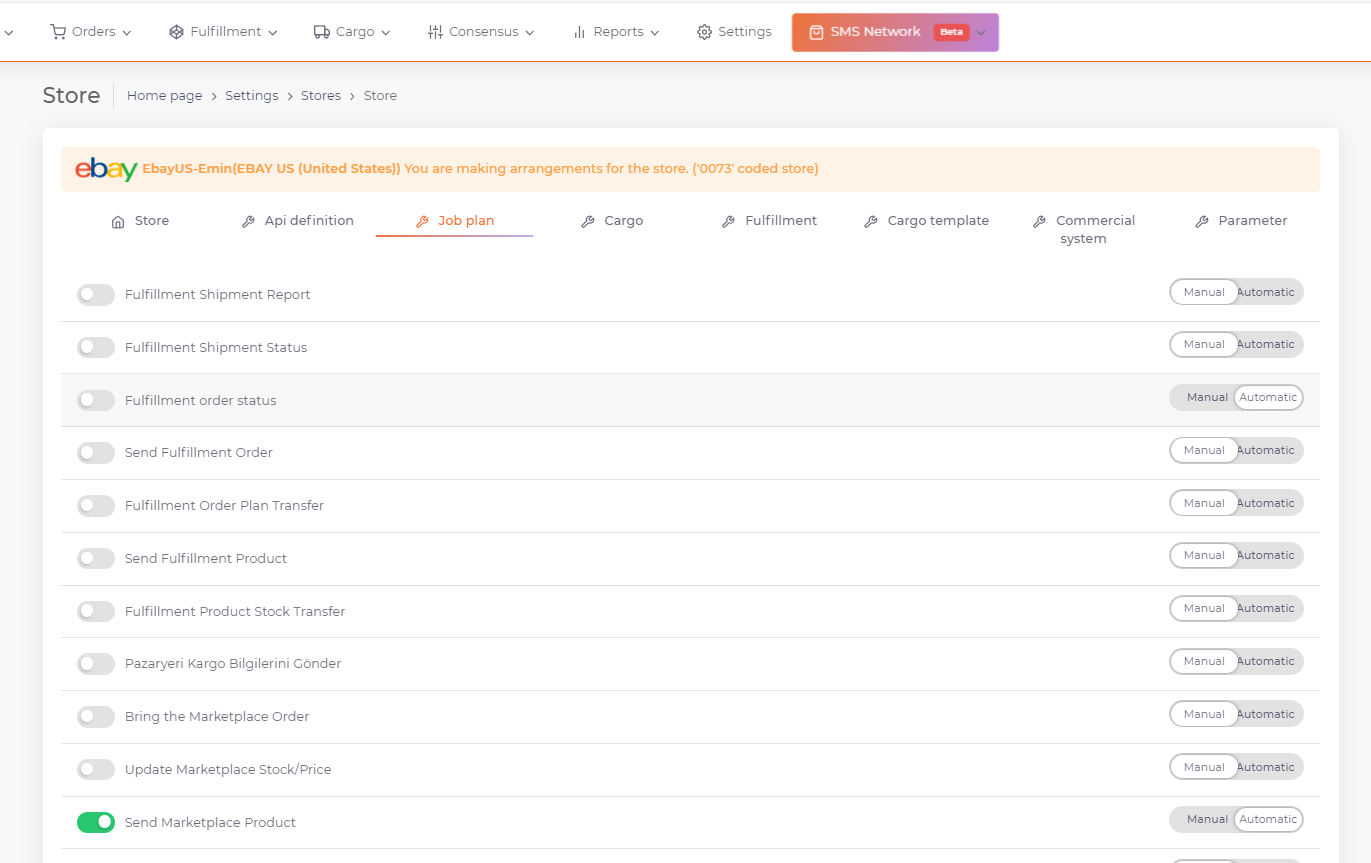 Orders Fulfillment Cargo Consensus Reports Settings SMS Network Beta
Store Home page > Settings > Stores > Store
ebay EbayUS-Emin(EBAY US (United States)) You are making arrangements for the store. ('0073' coded store)
Store Api definition Job plan Cargo Fulfillment Cargo template Commercial system Parameter
Fulfillment Shipment Report Manual Automatic
Fulfillment Shipment Status Manual Automatic
Fulfillment order status Manual Automatic
Send Fulfillment Order Manual Automatic
Fulfillment Order Plan Transfer Manual Automatic
Send Fulfillment Product Manual Automatic
Fulfillment Product Stock Transfer Manual Automatic
Pazaryeri Kargo Bilgilerini Gönder Manual Automatic
Bring the Marketplace Order Manual Automatic
Update Marketplace Stock/Price Manual Automatic
Send Marketplace Product Manual Automatic